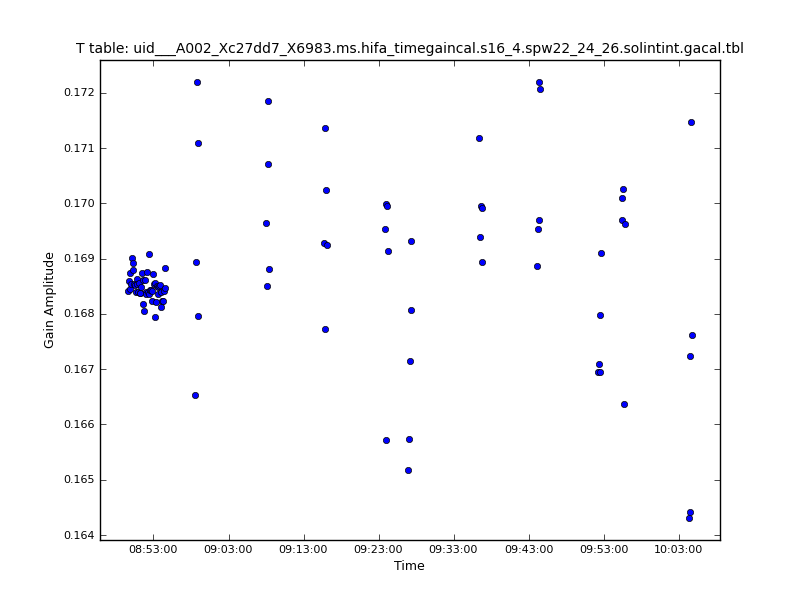 T table: uid___A002_Xc27dd7_X6983.ms.hifa_timegaincal.s16_4.spw22_24_26.solintint.gacal.tbl
0.172
0.171
0.170
0.169
0.168
0.167
0.166
0.165
0.164
Gain Amplitude
08:53:00 09:03:00 09:13:00 09:23:00 09:33:00 09:43:00 09:53:00 10:03:00
Time